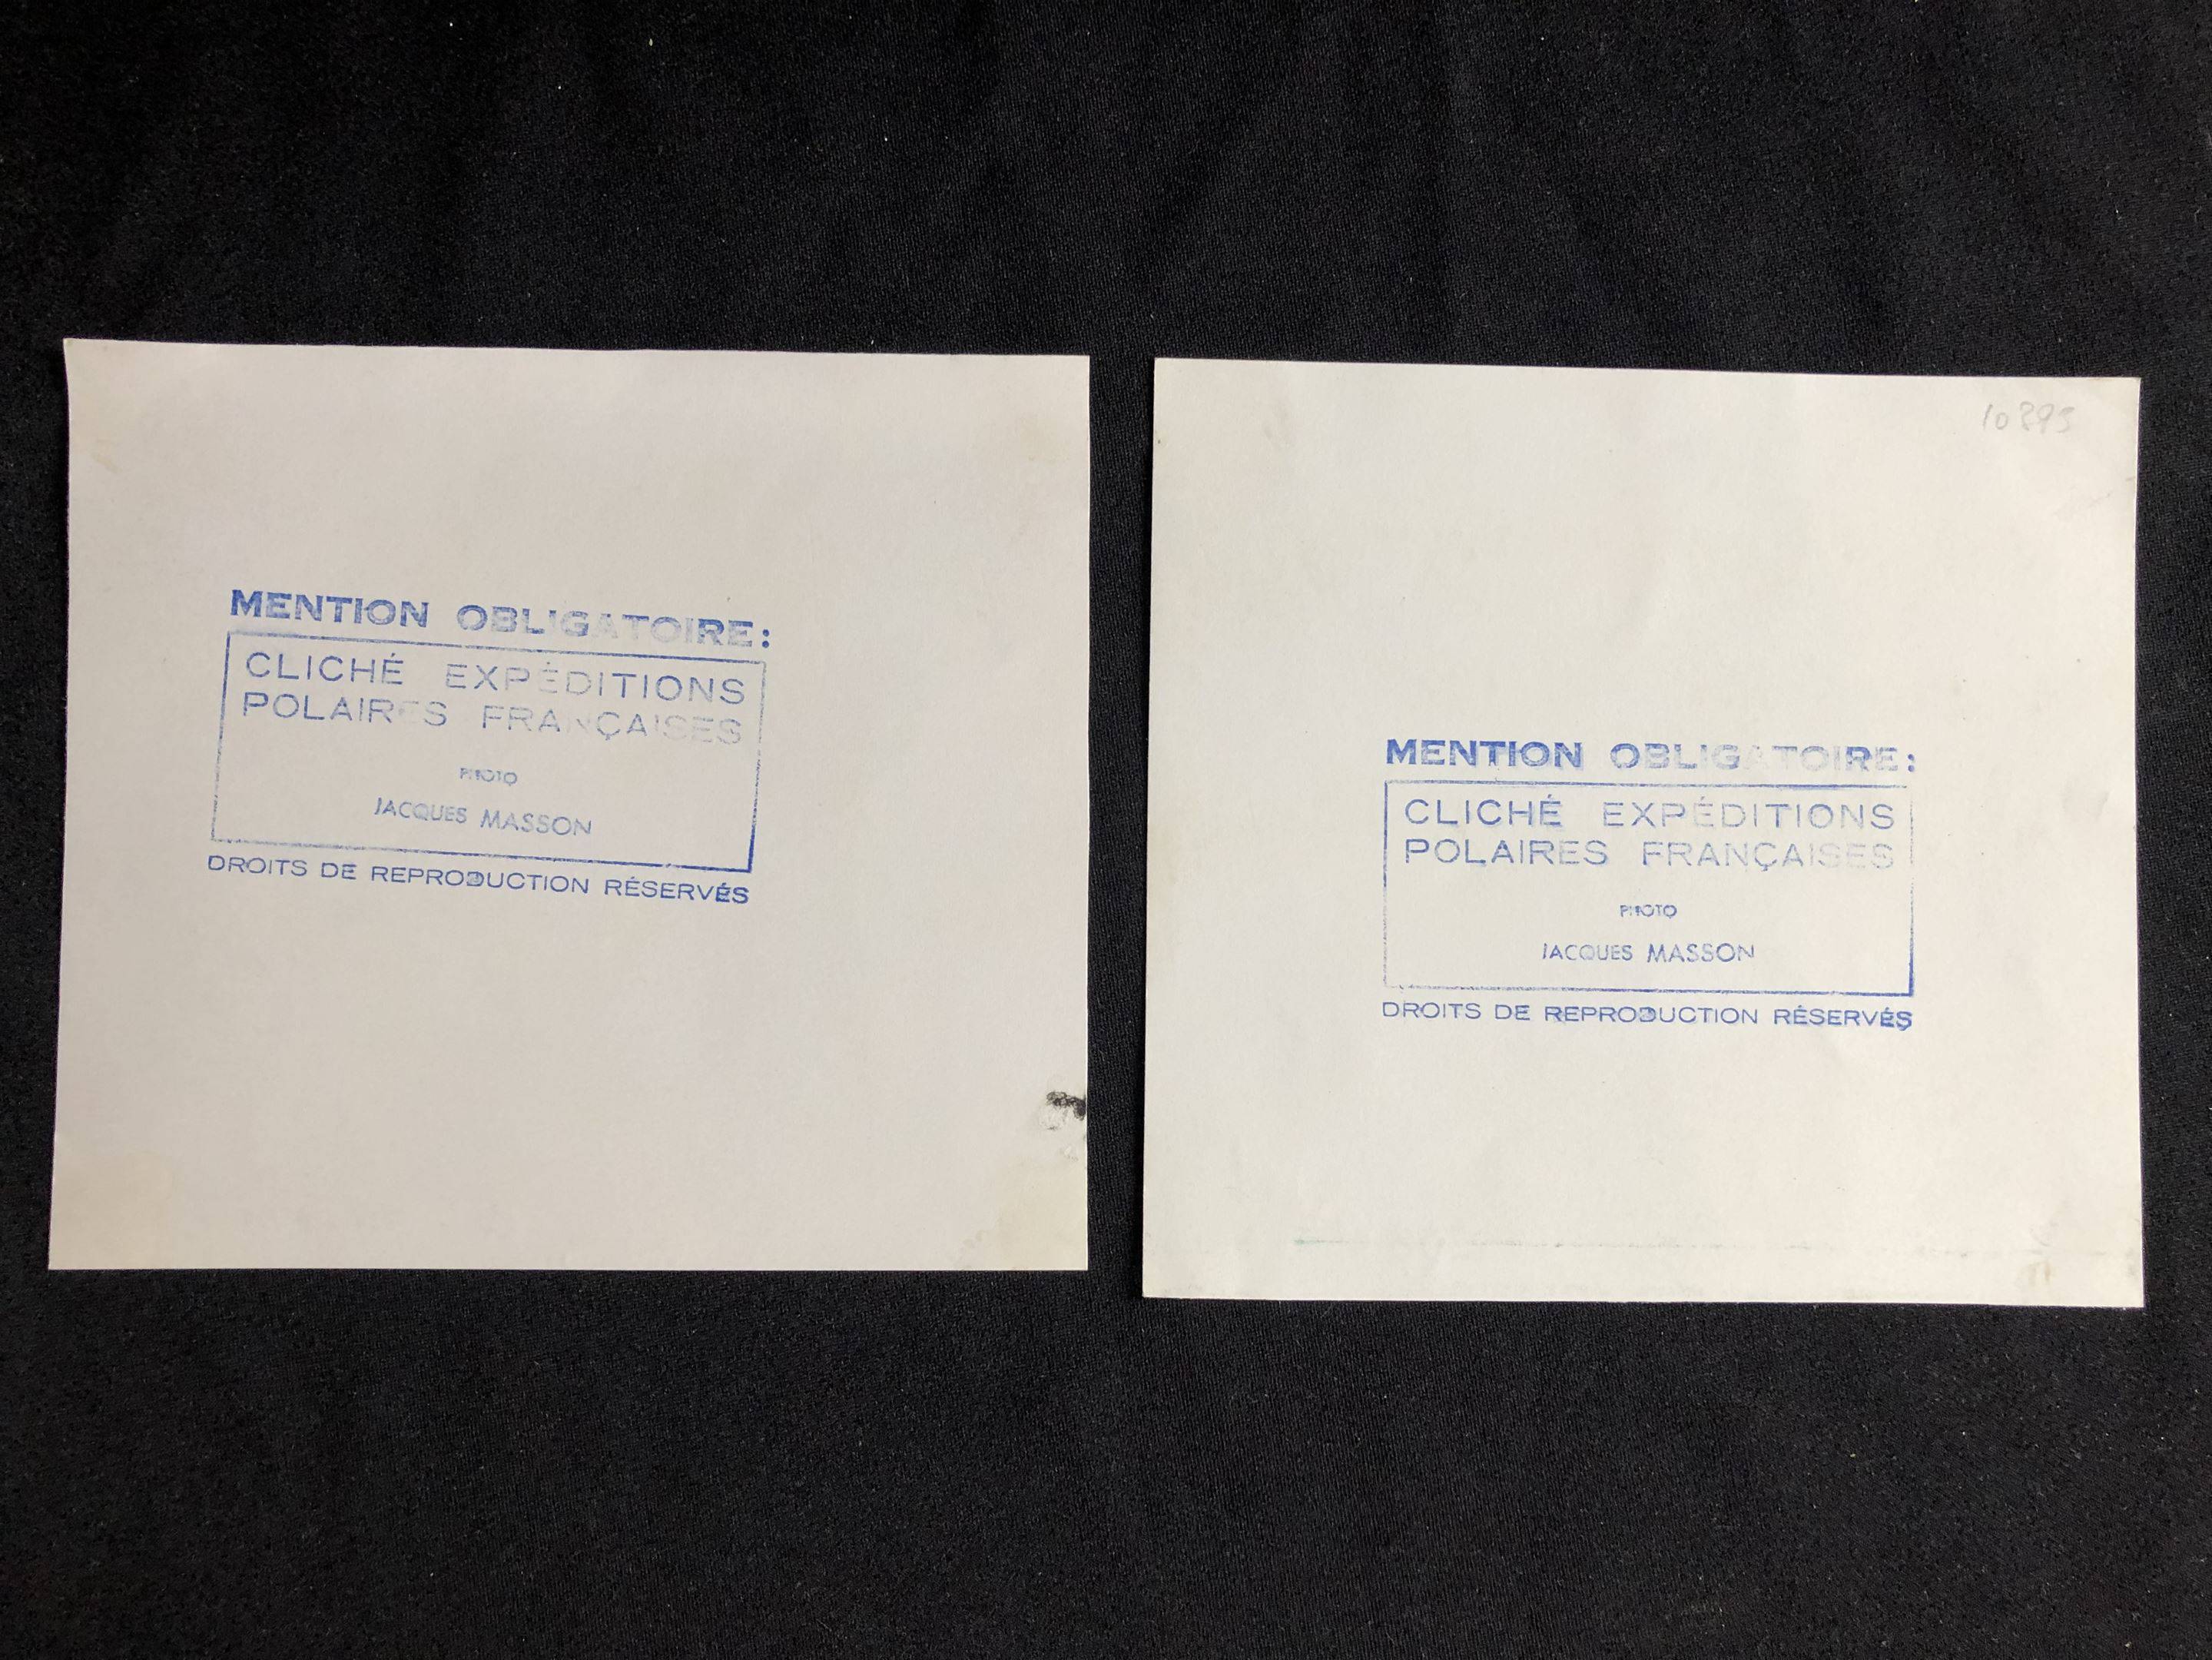 MENTION OBLIGATOIRE:
CLICHÉ EXPÉDITIONS
POLAIRES FRANÇAISES
PHOTO
JACQUES MASSON
DROITS DE REPRODUCTION RÉSERVÉS
10895
MENTION OBLIGATOIRE:
CLICHÉ EXPÉDITIONS
POLAIRES FRANÇAISES
PHOTO
JACQUES MASSON
DROITS DE REPRODUCTION RÉSERVÉS